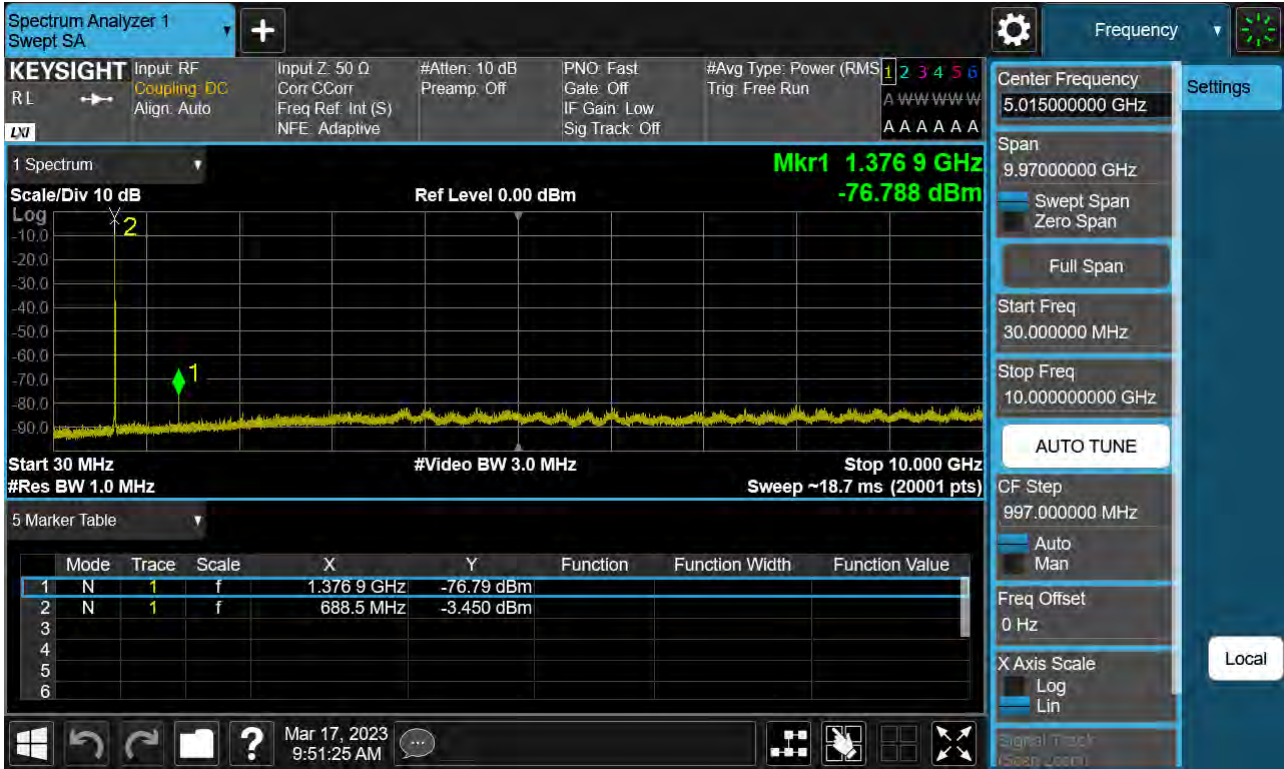 Spectrum Analyzer 1
Swept SA
+
Frequency
KEYSIGHT
R L
LXI
Input: RF
Coupling: DC
Align: Auto
Input Z: 50 Ω
Corr CCorr
Freq Ref: Int (S)
NFE: Adaptive
#Atten: 10 dB
Preamp: Off
PNO: Fast
Gate: Off
IF Gain: Low
Sig Track: Off
#Avg Type: Power (RMS
Trig: Free Run
1 2 3 4 5 6
A W W W W W
A A A A A A
1 Spectrum
Mkr1 1.376 9 GHz
-76.788 dBm
Scale/Div 10 dB
Ref Level 0.00 dBm
Log
-10.0
-20.0
-30.0
-40.0
-50.0
-60.0
-70.0
-80.0
-90.0
2
1
Start 30 MHz
#Video BW 3.0 MHz
Stop 10.000 GHz
#Res BW 1.0 MHz
Sweep ~18.7 ms (20001 pts)
5 Marker Table
Mode Trace Scale X Y Function Function Width Function Value
1 N 1 f 1.376 9 GHz -76.79 dBm
2 N 1 f 688.5 MHz -3.450 dBm
3
4
5
6
?
Mar 17, 2023
9:51:25 AM
Center Frequency
5.015000000 GHz
Span
9.97000000 GHz
Swept Span
Zero Span
Full Span
Start Freq
30.000000 MHz
Stop Freq
10.000000000 GHz
AUTO TUNE
CF Step
997.000000 MHz
Auto
Man
Freq Offset
0 Hz
X Axis Scale
Log
Lin
Signal Track
(Span Zoom)
Settings
Local